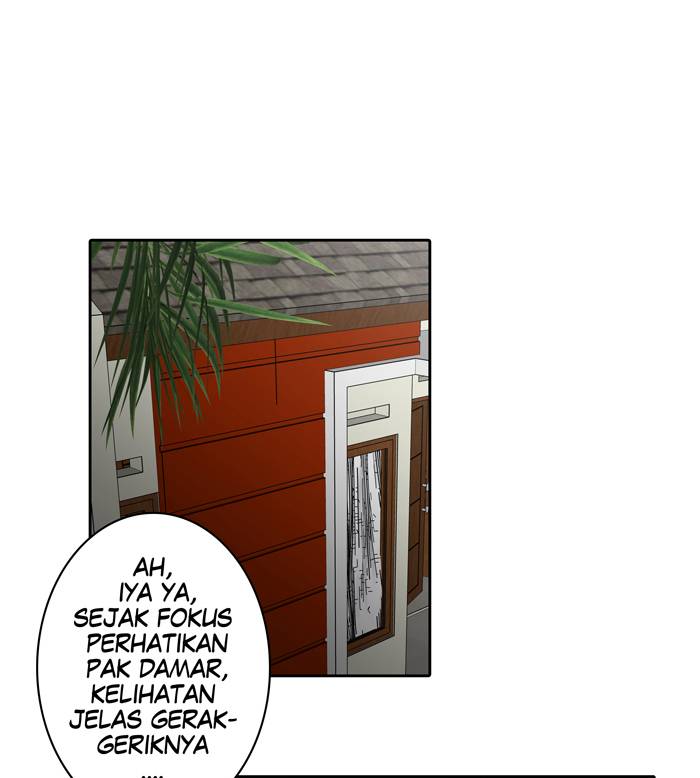 AH,
IYA YA,
SEJAK FOKUS
PERHATIKAN
PAK DAMAR,
KELIHATAN
JELAS GERAK-
GERIKNYA
....